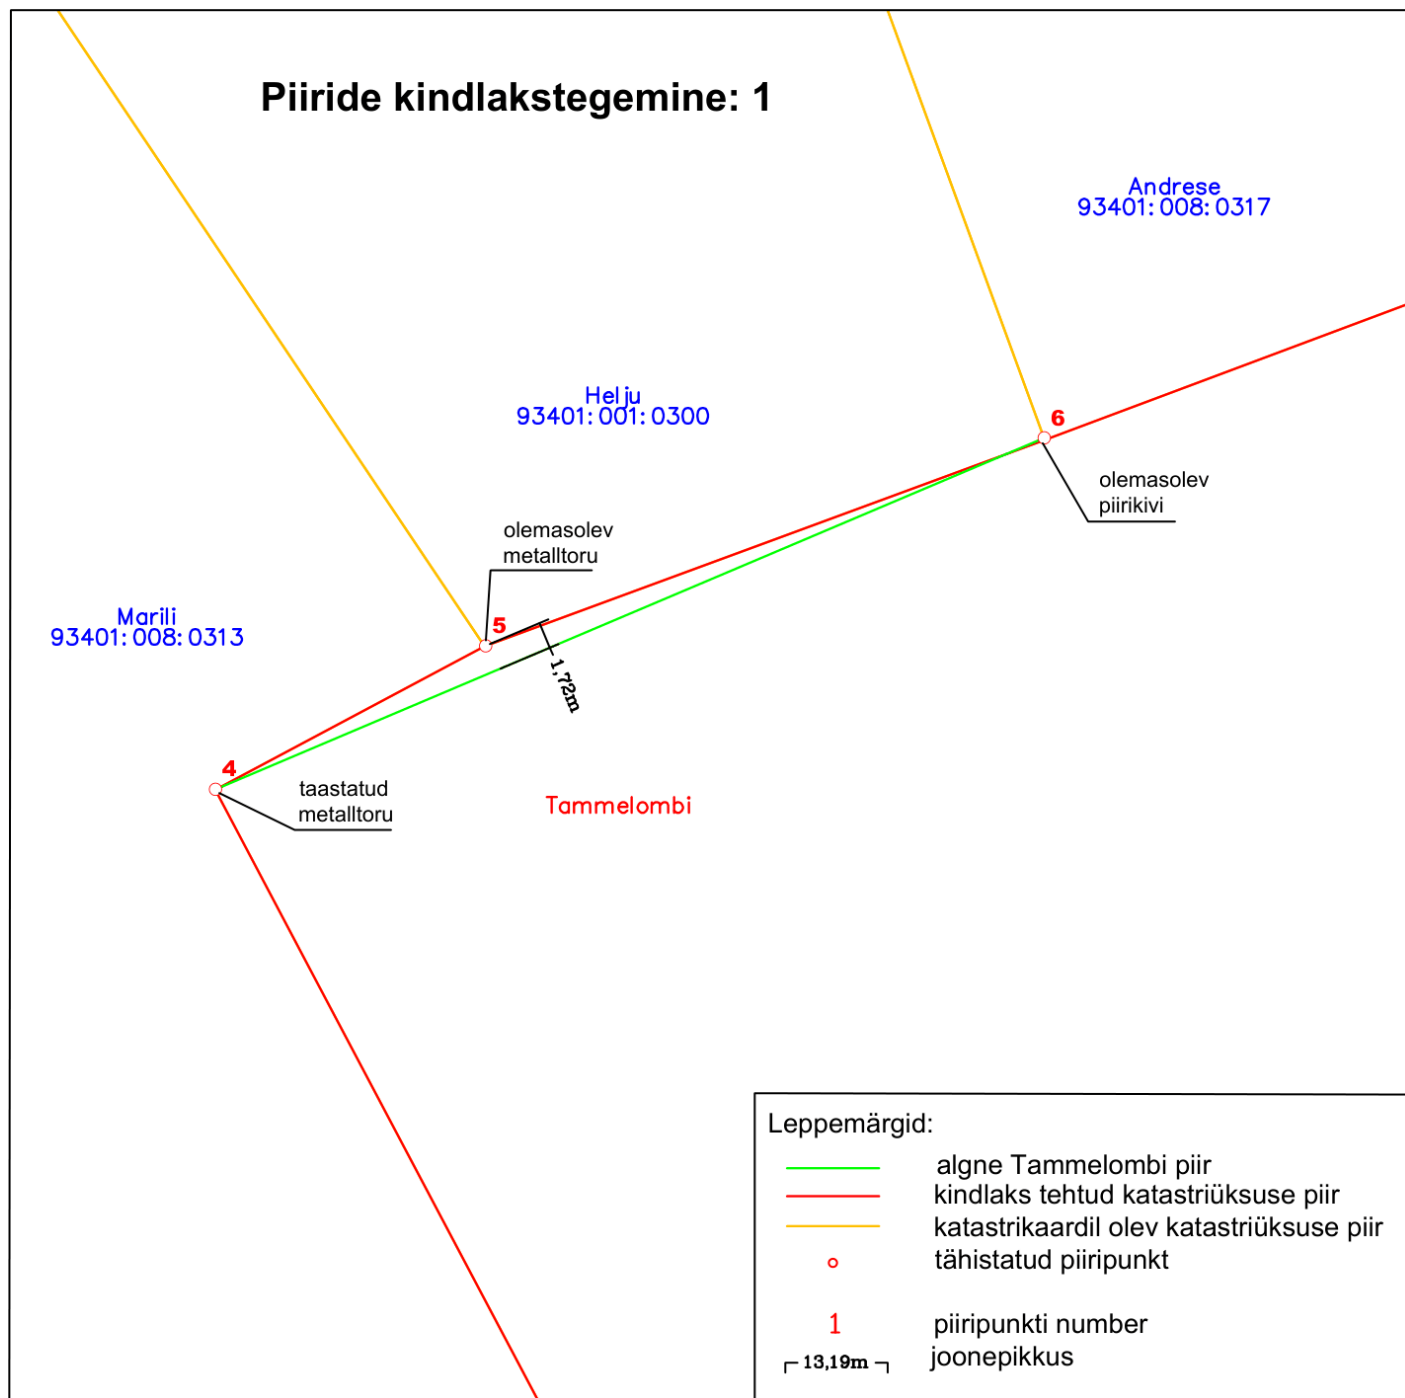 Piiride kindlakstegemine: 1
Andrese
93401:008:0317
Helju
93401:001:0300
6
olemasolev
piirikivi
olemasolev
metalltoru
Marili
93401:008:0313
5
1,72m
4
taastatud
metalltoru
Tammelombi
Leppemärgid:
algne Tammelombi piir
kindlaks tehtud katastriüksuse piir
katastrikaardil olev katastriüksuse piir
tähistatud piiripunkt
1 piiripunkti number
13,19m joonepikkus